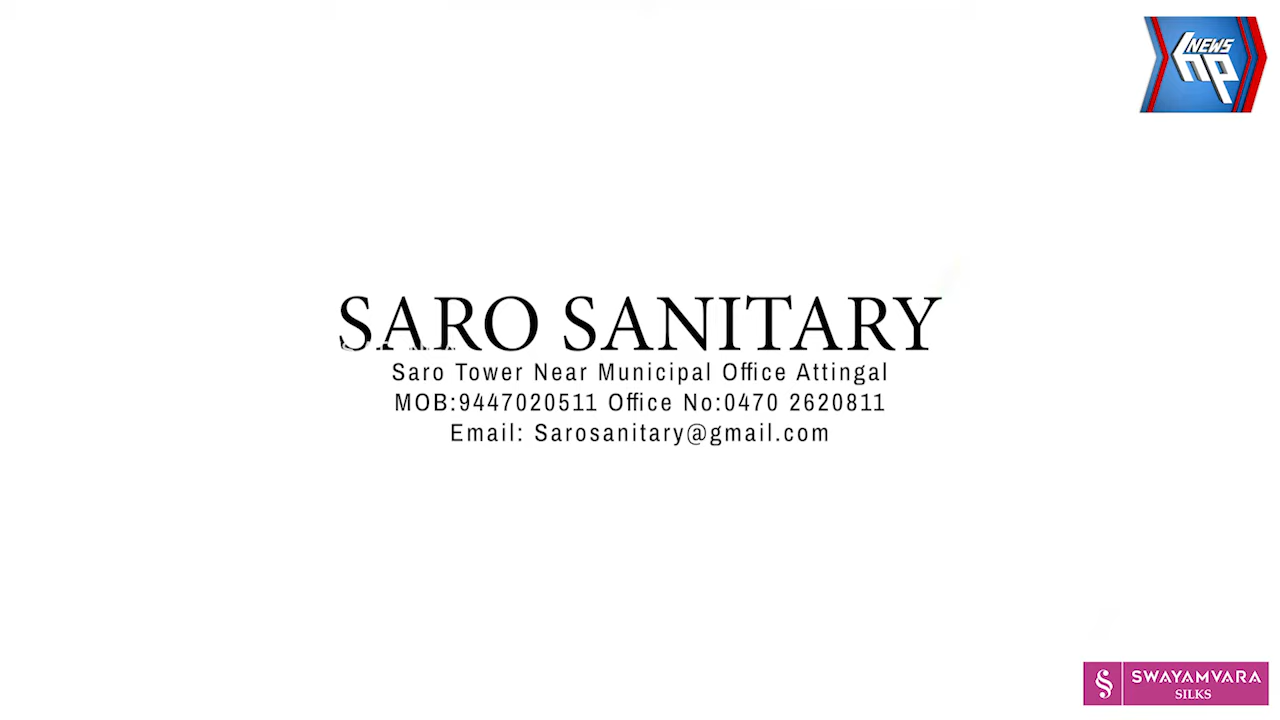 NEWS
hp
SARO SANITARY
Saro Tower Near Municipal Office Attingal
MOB:9447020511 Office No:0470 2620811
Email: Sarosanitary@gmail.com
SWAYAMVARA
SILKS